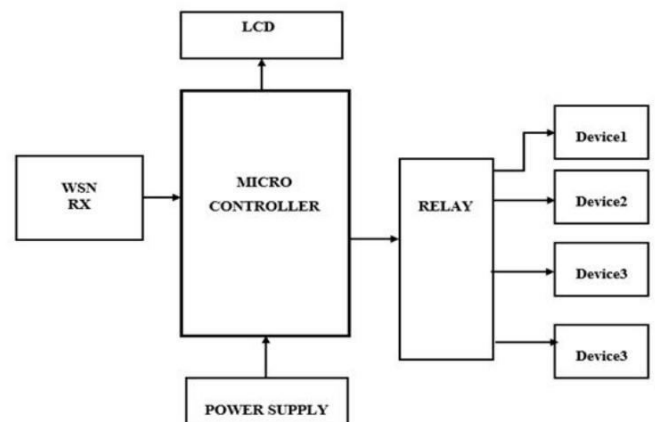 LCD
WSN
RX
MICRO
CONTROLLER
RELAY
Device1
Device2
Device3
Device3
POWER SUPPLY